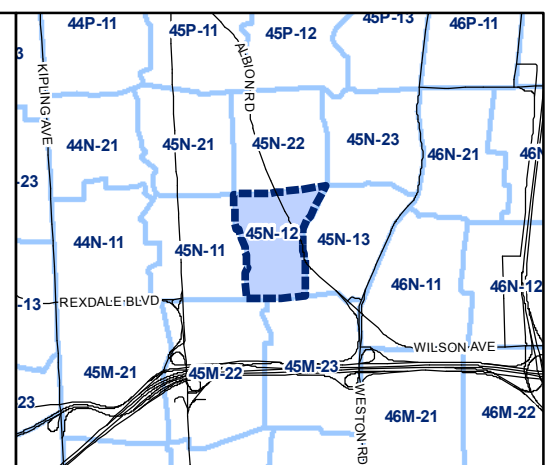 44P-11
45P-11
45P-12
45P-13
46P-11
3
KIPLING AVE
ALBION RD
44N-21
45N-21
45N-22
45N-23
46N-21
46N
-23
44N-11
45N-11
45N-12
45N-13
46N-11
46N-12
-13
REXDALE BLVD
WILSON AVE
45M-21
45M-22
45M-23
23
WESTON RD
46M-21
46M-22